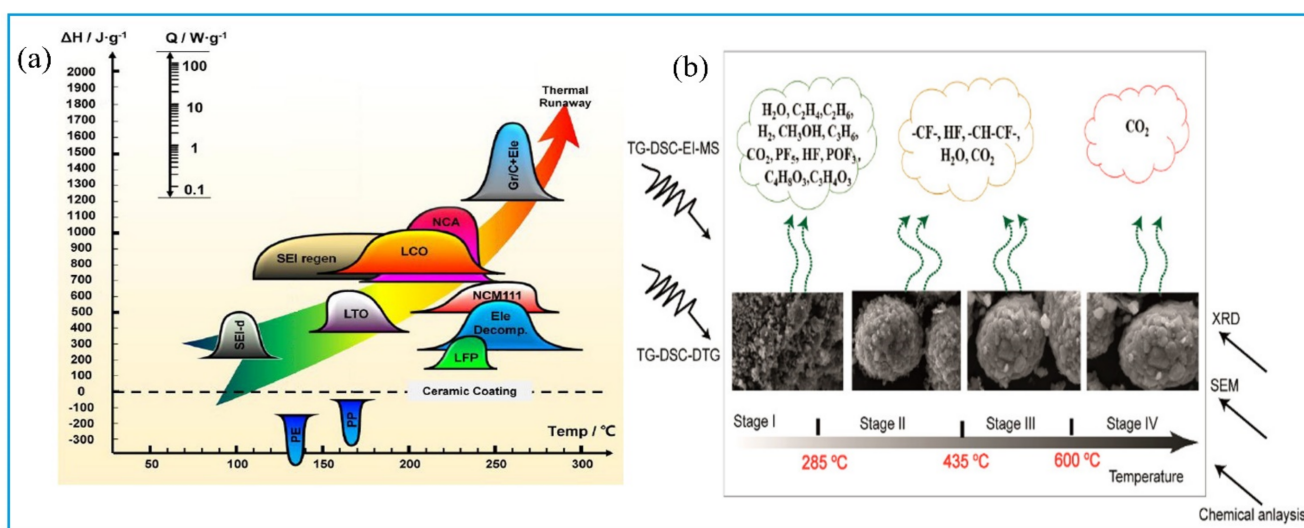 (a)
ΔH / J·g⁻¹
Q / W·g⁻¹
2000
1900
1800
1700
1600
1500
1400
1300
1200
1100
1000
900
800
700
600
500
400
300
200
100
0
-100
-200
-300
100
10
1
0.1
Thermal
Runaway
Gr/C+Ele
NCA
SEI regen
LCO
NCM111
LTO
Ele
Decomp.
SEI-d
LFP
Ceramic Coating
PE
PP
Temp / °C
50
100
150
200
250
300
(b)
TG-DSC-EI-MS
TG-DSC-DTG
H₂O, C₂H₄,C₂H₆,
H₂, CH₃OH, C₃H₆,
CO₂, PF₅, HF, POF₃,
C₄H₈O₃,C₃H₄O₃
-CF-, HF, -CH-CF-,
H₂O, CO₂
CO₂
XRD
SEM
Stage I
Stage II
Stage III
Stage IV
285 °C
435 °C
600 °C
Temperature
Chemical anlaysis